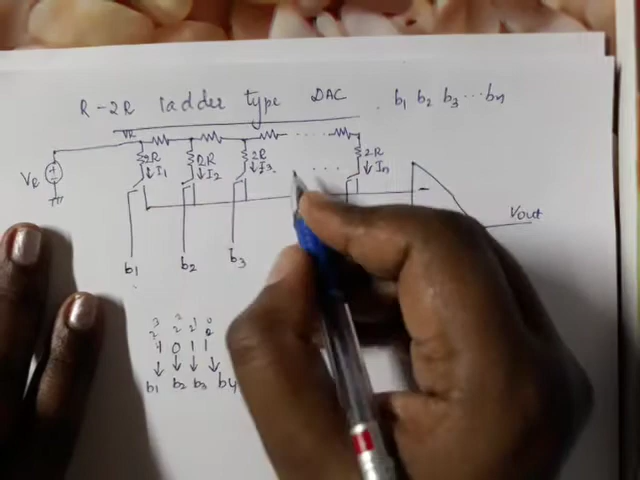 R-2R ladder type DAC b1 b2 b3 ... bn
VR
2R 2R 2R 2R
VR I1 I2 I3 ..... In
-
Vout
b1 b2 b3
3 2 1 0
2 2 2 2
1 0 1 1
b1 b2 b3 b4